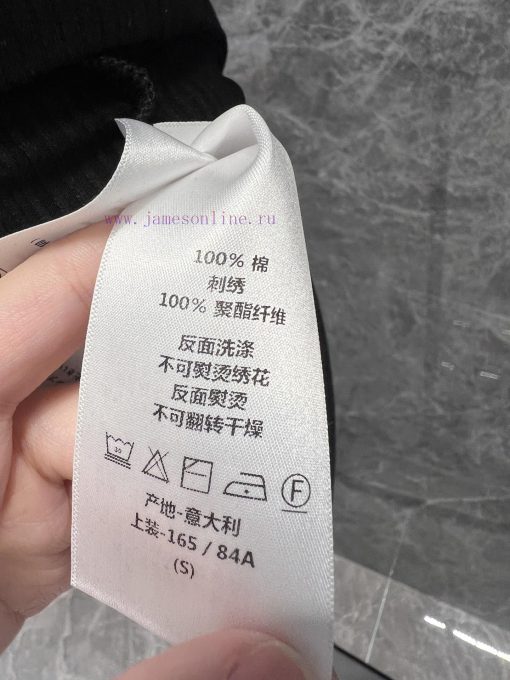 www.jamesonline.ru
100% 棉
刺绣
100% 聚酯纤维
反面洗涤
不可熨烫绣花
反面熨烫
不可翻转干燥
30
F
产地-意大利
上装-165 / 84A
(S)